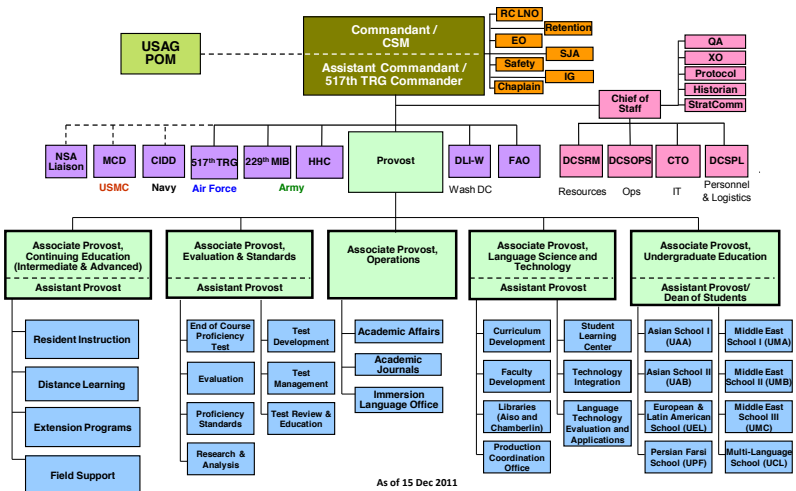 USAG
POM
Commandant /
CSM
Assistant Commandant /
517th TRG Commander
RC LNO
Retention
EO
SJA
Safety
IG
Chaplain
Chief of
Staff
QA
XO
Protocol
Historian
StratComm
NSA
Liaison
MCD
USMC
CIDD
Navy
517th TRG
Air Force
229th MIB
HHC
Army
Provost
DLI-W
Wash DC
FAO
DCSRM
Resources
DCSOPS
Ops
CTO
IT
DCSPL
Personnel
& Logistics
Associate Provost,
Continuing Education
(Intermediate & Advanced)
Assistant Provost
Resident Instruction
Distance Learning
Extension Programs
Field Support
Associate Provost,
Evaluation & Standards
Assistant Provost
End of Course
Proficiency
Test
Evaluation
Proficiency
Standards
Research &
Analysis
Test
Development
Test
Management
Test Review &
Education
Associate Provost,
Operations
Academic Affairs
Academic
Journals
Immersion
Language Office
Associate Provost,
Language Science and
Technology
Assistant Provost
Curriculum
Development
Faculty
Development
Libraries
(Aiso and
Chamberlin)
Production
Coordination
Office
Student
Learning
Center
Technology
Integration
Language
Technology
Evaluation and
Applications
Associate Provost,
Undergraduate Education
Assistant Provost/
Dean of Students
Asian School I
(UAA)
Asian School II
(UAB)
European &
Latin American
School (UEL)
Persian Farsi
School (UPF)
Middle East
School I (UMA)
Middle East
School II (UMB)
Middle East
School III
(UMC)
Multi-Language
School (UCL)
As of 15 Dec 2011